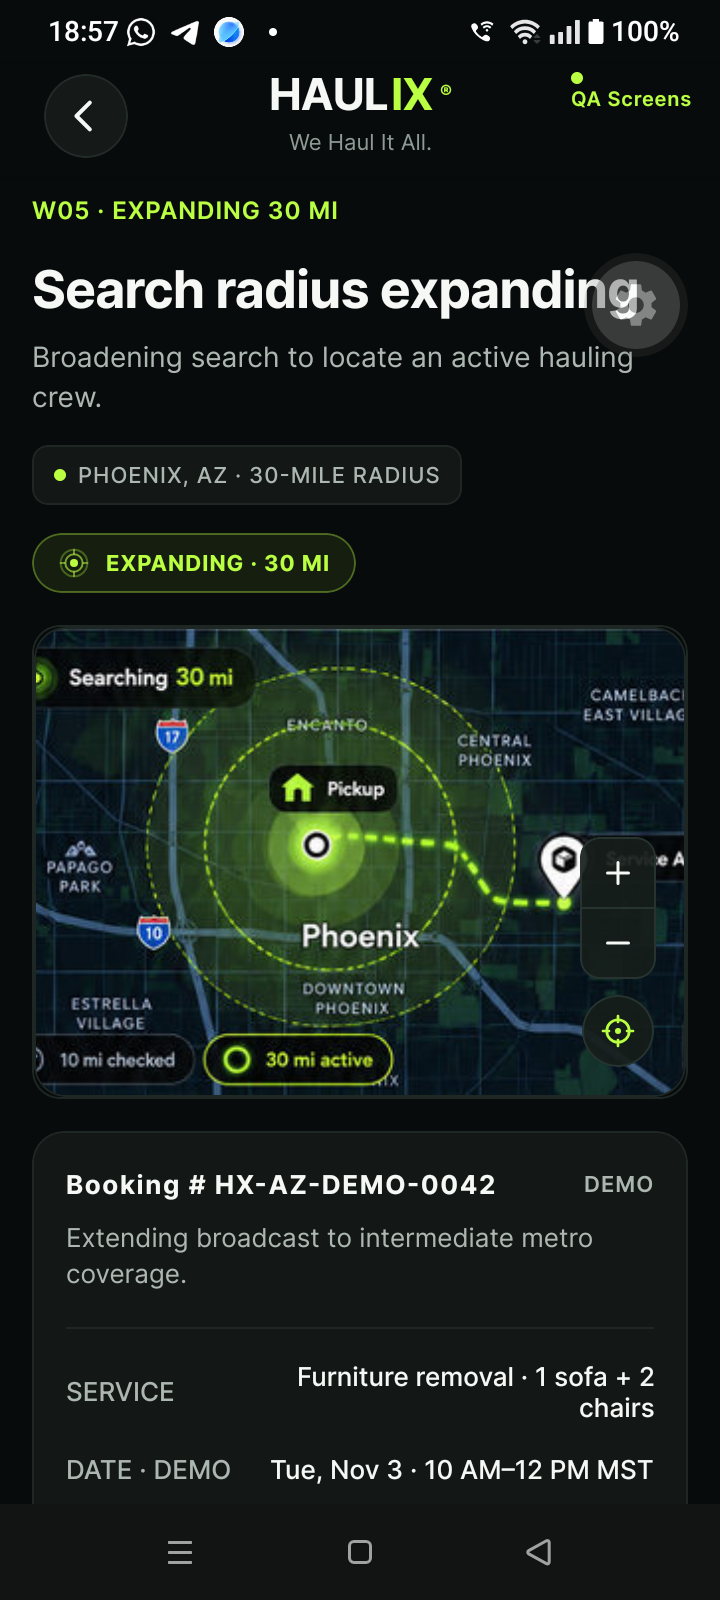 18:57
100%
HAULIX ®
We Haul It All.
QA Screens
W05 · EXPANDING 30 MI
Search radius expanding
Broadening search to locate an active hauling
crew.
PHOENIX, AZ · 30-MILE RADIUS
EXPANDING · 30 MI
Searching 30 mi
CAMELBAC
EAST VILLAG
17
ENCANTO
CENTRAL
PHOENIX
Pickup
PAPAGO
PARK
Service A
+
−
10
Phoenix
DOWNTOWN
PHOENIX
ESTRELLA
VILLAGE
10 mi checked
30 mi active
IX
Booking # HX-AZ-DEMO-0042
DEMO
Extending broadcast to intermediate metro
coverage.
SERVICE
Furniture removal · 1 sofa + 2
chairs
DATE · DEMO
Tue, Nov 3 · 10 AM–12 PM MST